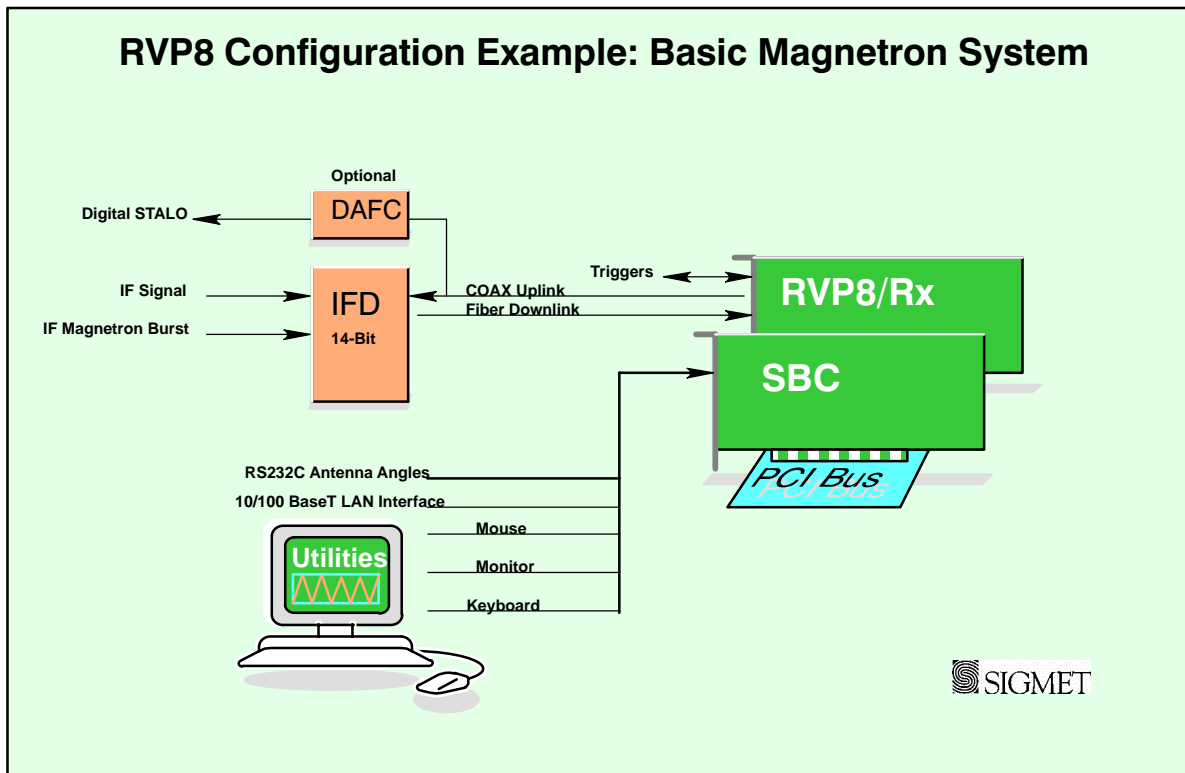 RVP8 Configuration Example: Basic Magnetron System
Optional
DAFC
Digital STALO
Triggers
IF Signal
IFD
14-Bit
COAX Uplink
Fiber Downlink
RVP8/Rx
IF Magnetron Burst
SBC
PCI Bus
PCI Bus
RS232C Antenna Angles
10/100 BaseT LAN Interface
Mouse
Utilities
Monitor
Keyboard
SIGMET